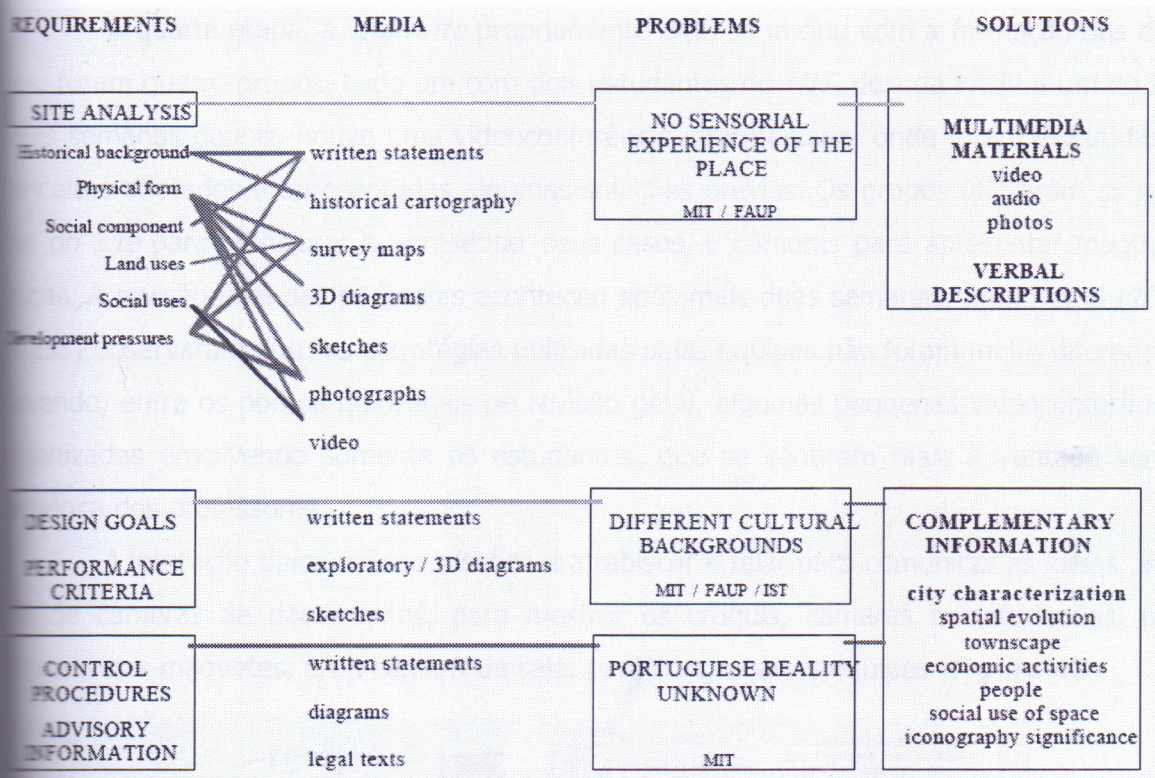 REQUIREMENTS
MEDIA
PROBLEMS
SOLUTIONS
SITE ANALYSIS
Historical background
Physical form
Social component
Land uses
Social uses
Development pressures
written statements
historical cartography
survey maps
3D diagrams
sketches
photographs
video
NO SENSORIAL
EXPERIENCE OF THE
PLACE
MIT / FAUP
MULTIMEDIA
MATERIALS
video
audio
photos
VERBAL
DESCRIPTIONS
DESIGN GOALS
PERFORMANCE
CRITERIA
written statements
exploratory / 3D diagrams
sketches
DIFFERENT CULTURAL
BACKGROUNDS
MIT / FAUP / IST
COMPLEMENTARY
INFORMATION
city characterization
spatial evolution
townscape
economic activities
people
social use of space
iconography significance
CONTROL
PROCEDURES
ADVISORY
INFORMATION
written statements
diagrams
legal texts
PORTUGUESE REALITY
UNKNOWN
MIT